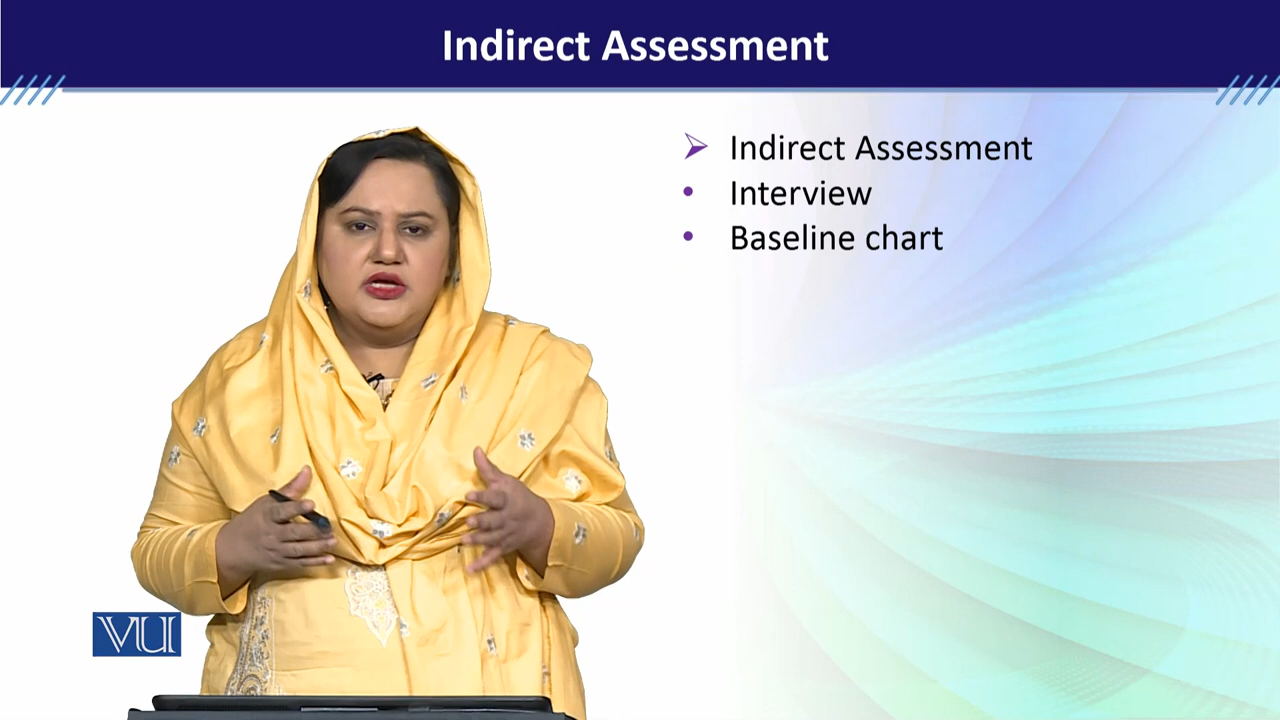 Indirect Assessment
Indirect Assessment
Interview
Baseline chart
VU